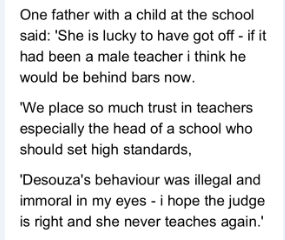 One father with a child at the school
said: 'She is lucky to have got off - if it
had been a male teacher i think he
would be behind bars now.
'We place so much trust in teachers
especially the head of a school who
should set high standards,
'Desouza's behaviour was illegal and
immoral in my eyes - i hope the judge
is right and she never teaches again.'